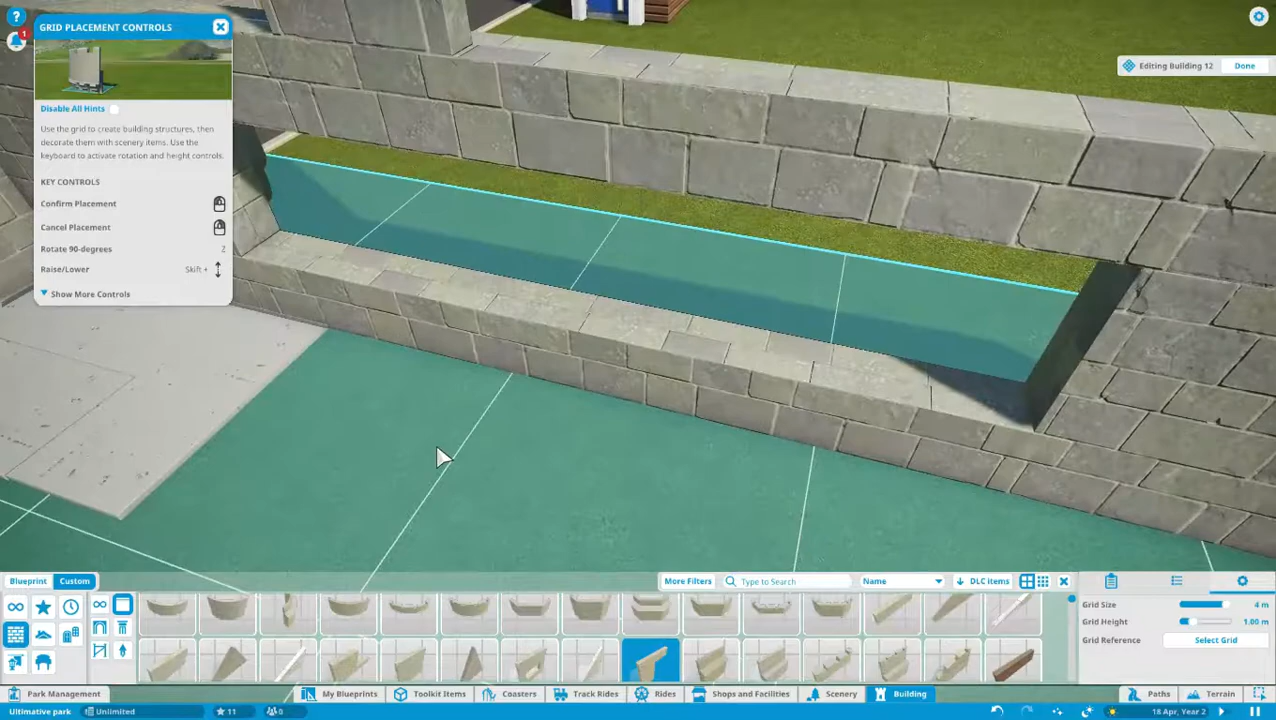 ?
GRID PLACEMENT CONTROLS
1
Disable All Hints
Use the grid to create building structures, then
decorate them with scenery items. Use the
keyboard to activate rotation and height controls.
KEY CONTROLS
Confirm Placement
Cancel Placement
Rotate 90-degrees 2
Raise/Lower Skift +
Show More Controls
Editing Building 12 Done
Blueprint Custom More Filters Type to Search Name DLC items
Grid Size 4 m
Grid Height 1.00 m
Grid Reference Select Grid
Park Management My Blueprints Toolkit Items Coasters Track Rides Rides Shops and Facilities Scenery Building Paths Terrain
Ultimative park Unlimited 11 0 18 Apr, Year 2